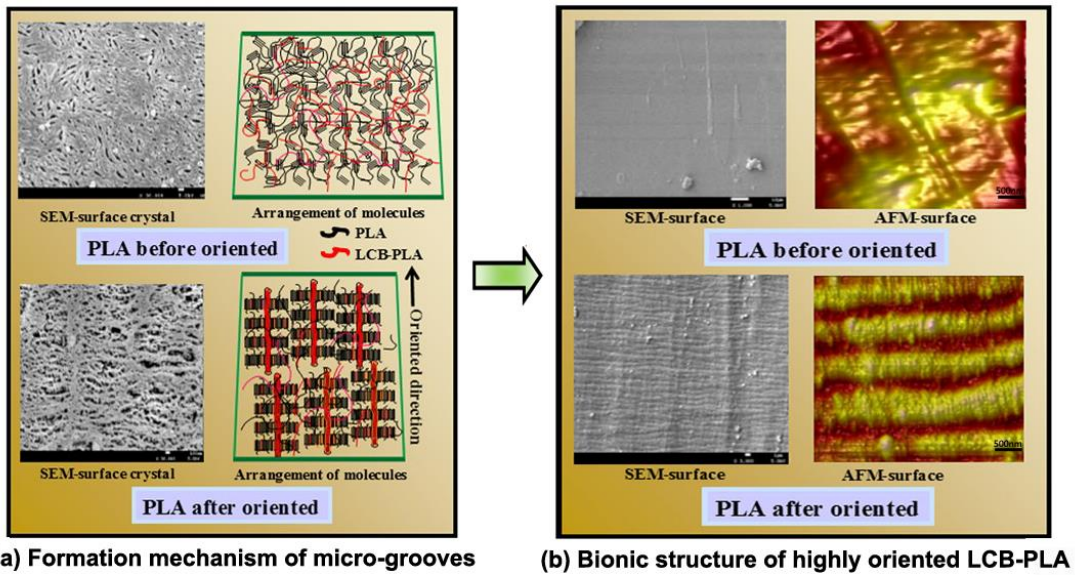 SEM-surface crystal
Arrangement of molecules
PLA before oriented
PLA
LCB-PLA
Oriented direction
SEM-surface crystal
Arrangement of molecules
PLA after oriented
a) Formation mechanism of micro-grooves
SEM-surface
AFM-surface
500nm
PLA before oriented
SEM-surface
AFM-surface
500nm
PLA after oriented
(b) Bionic structure of highly oriented LCB-PLA